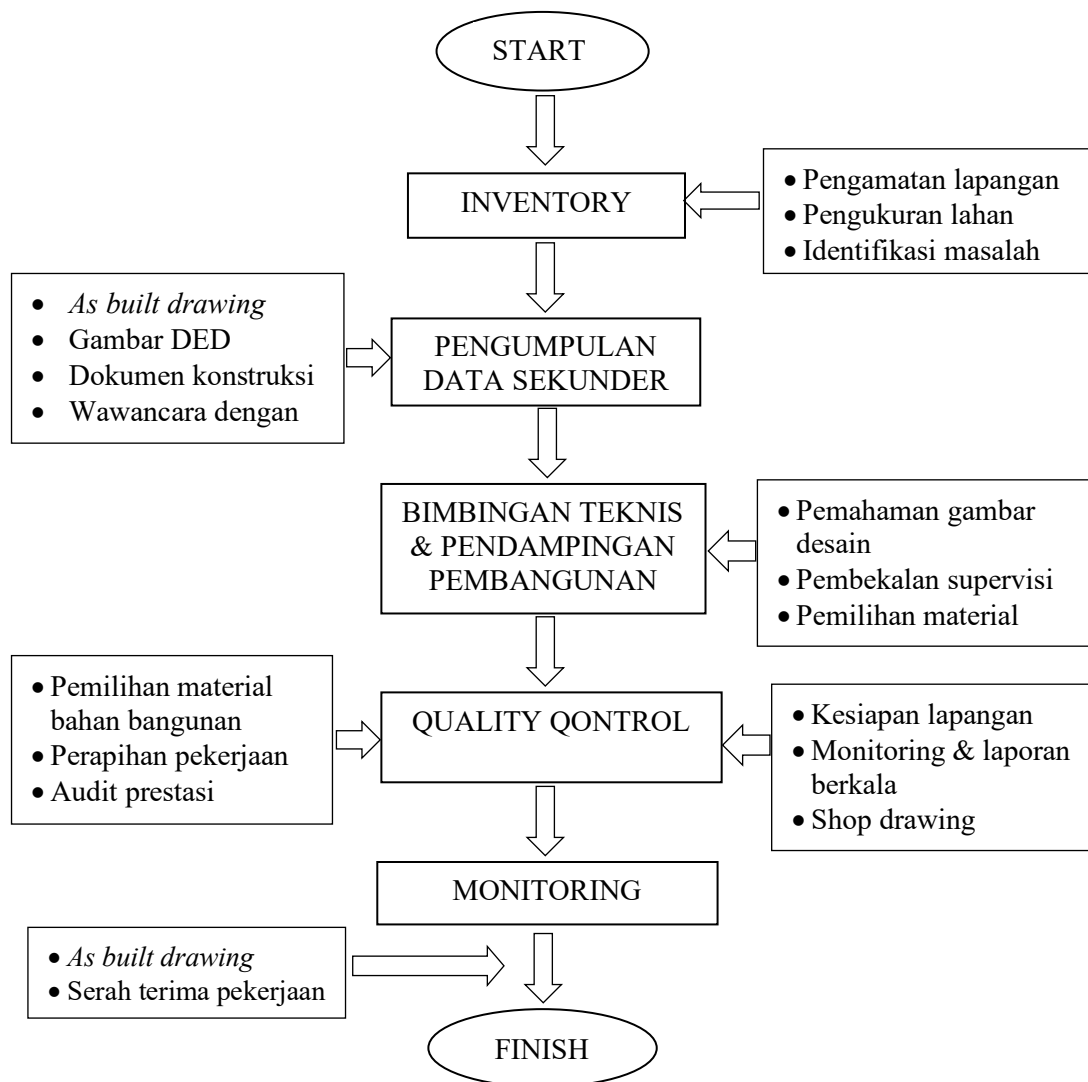 START
INVENTORY
• Pengamatan lapangan
• Pengukuran lahan
• Identifikasi masalah
• As built drawing
• Gambar DED
• Dokumen konstruksi
• Wawancara dengan
PENGUMPULAN
DATA SEKUNDER
BIMBINGAN TEKNIS
& PENDAMPINGAN
PEMBANGUNAN
• Pemahaman gambar
desain
• Pembekalan supervisi
• Pemilihan material
• Pemilihan material
bahan bangunan
• Perapihan pekerjaan
• Audit prestasi
QUALITY QONTROL
• Kesiapan lapangan
• Monitoring & laporan
berkala
• Shop drawing
MONITORING
• As built drawing
• Serah terima pekerjaan
FINISH